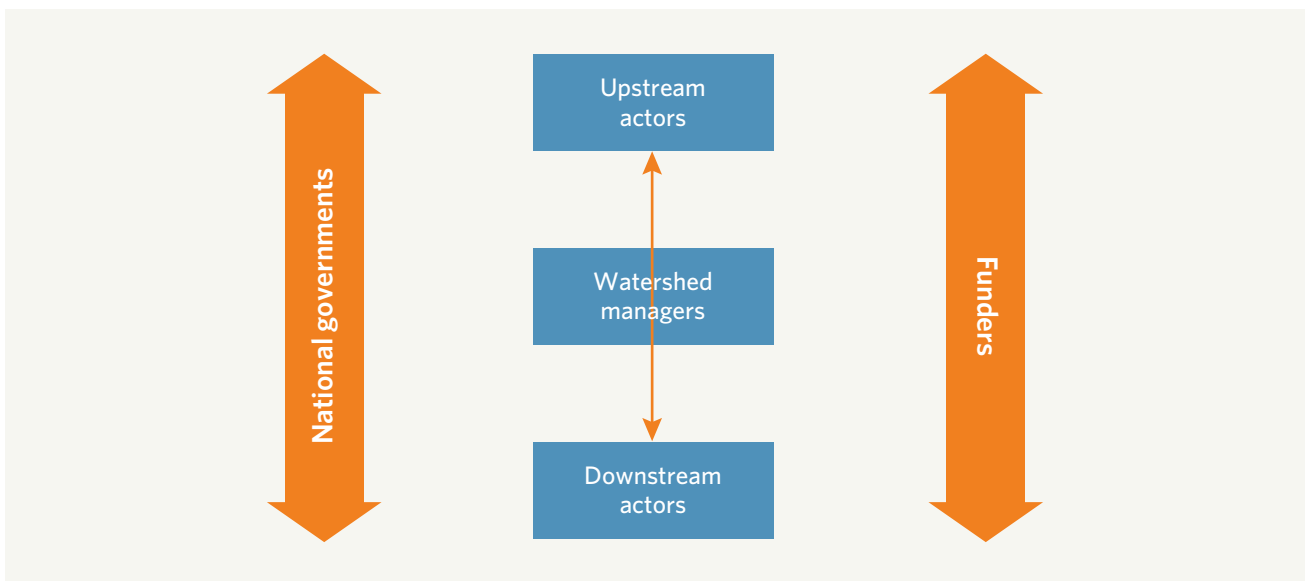 National governments
Upstream
actors
Watershed
managers
Downstream
actors
Funders